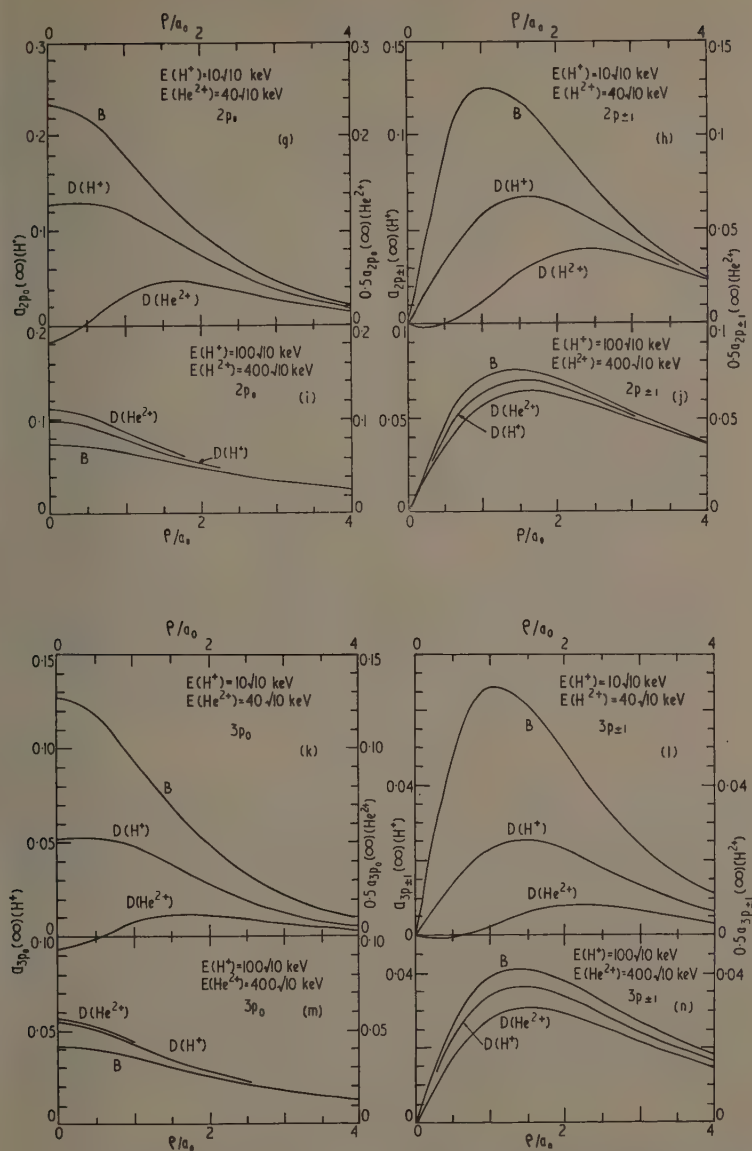 ρ/a₀
0 2 4
0·3 0·3
E(H⁺)=10√10 keV
E(He²⁺)=40√10 keV
2p₀
(g)
B
0·2 0·2
D(H⁺)
0·1 0·1
D(He²⁺)
a₂p₀(∞)(H⁺)
0·5 a₂p₀(∞)(He²⁺)
0
0·2 0·2
E(H⁺)=100√10 keV
E(H²⁺)=400√10 keV
2p₀
(i)
0·1 0·1
D(He²⁺)
D(H⁺)
B
0 0
0 2 4
ρ/a₀
ρ/a₀
0 2 4
0·15 0·15
E(H⁺)=10√10 keV
E(H²⁺)=40√10 keV
2p±1
(h)
B
0·1 0·1
D(H⁺)
0·05 0·05
D(H²⁺)
a₂p±1(∞)(H⁺)
0·5 a₂p±1(∞)(He²⁺)
0
0·1 0·1
E(H⁺)=100√10 keV
E(H²⁺)=400√10 keV
2p±1
(j)
B
D(He²⁺)
D(H⁺)
0·05 0·05
0 0
0 2 4
ρ/a₀
ρ/a₀
0 2 4
0·15 0·15
E(H⁺)=10√10 keV
E(He²⁺)=40√10 keV
3p₀
(k)
B
0·10 0·10
D(H⁺)
0·05 0·05
D(He²⁺)
a₃p₀(∞)(H⁺)
0·5 a₃p₀(∞)(He²⁺)
0 0
0·10 0·10
E(H⁺)=100√10 keV
E(He²⁺)=400√10 keV
3p₀
(m)
D(He²⁺)
D(H⁺)
0·05 0·05
B
0 0
0 2 4
ρ/a₀
ρ/a₀
0 2 4
E(H⁺)=10√10 keV
E(H²⁺)=40√10 keV
3p±1
(l)
B
0·04 0·04
D(H⁺)
D(He²⁺)
a₃p±1(∞)(H⁺)
0·5 a₃p±1(∞)(H²⁺)
0 0
E(H⁺)=100√10 keV
E(He²⁺)=400√10 keV
3p±1
(n)
0·04 0·04
B
D(He²⁺)
D(H⁺)
0 0
0 2 4
ρ/a₀